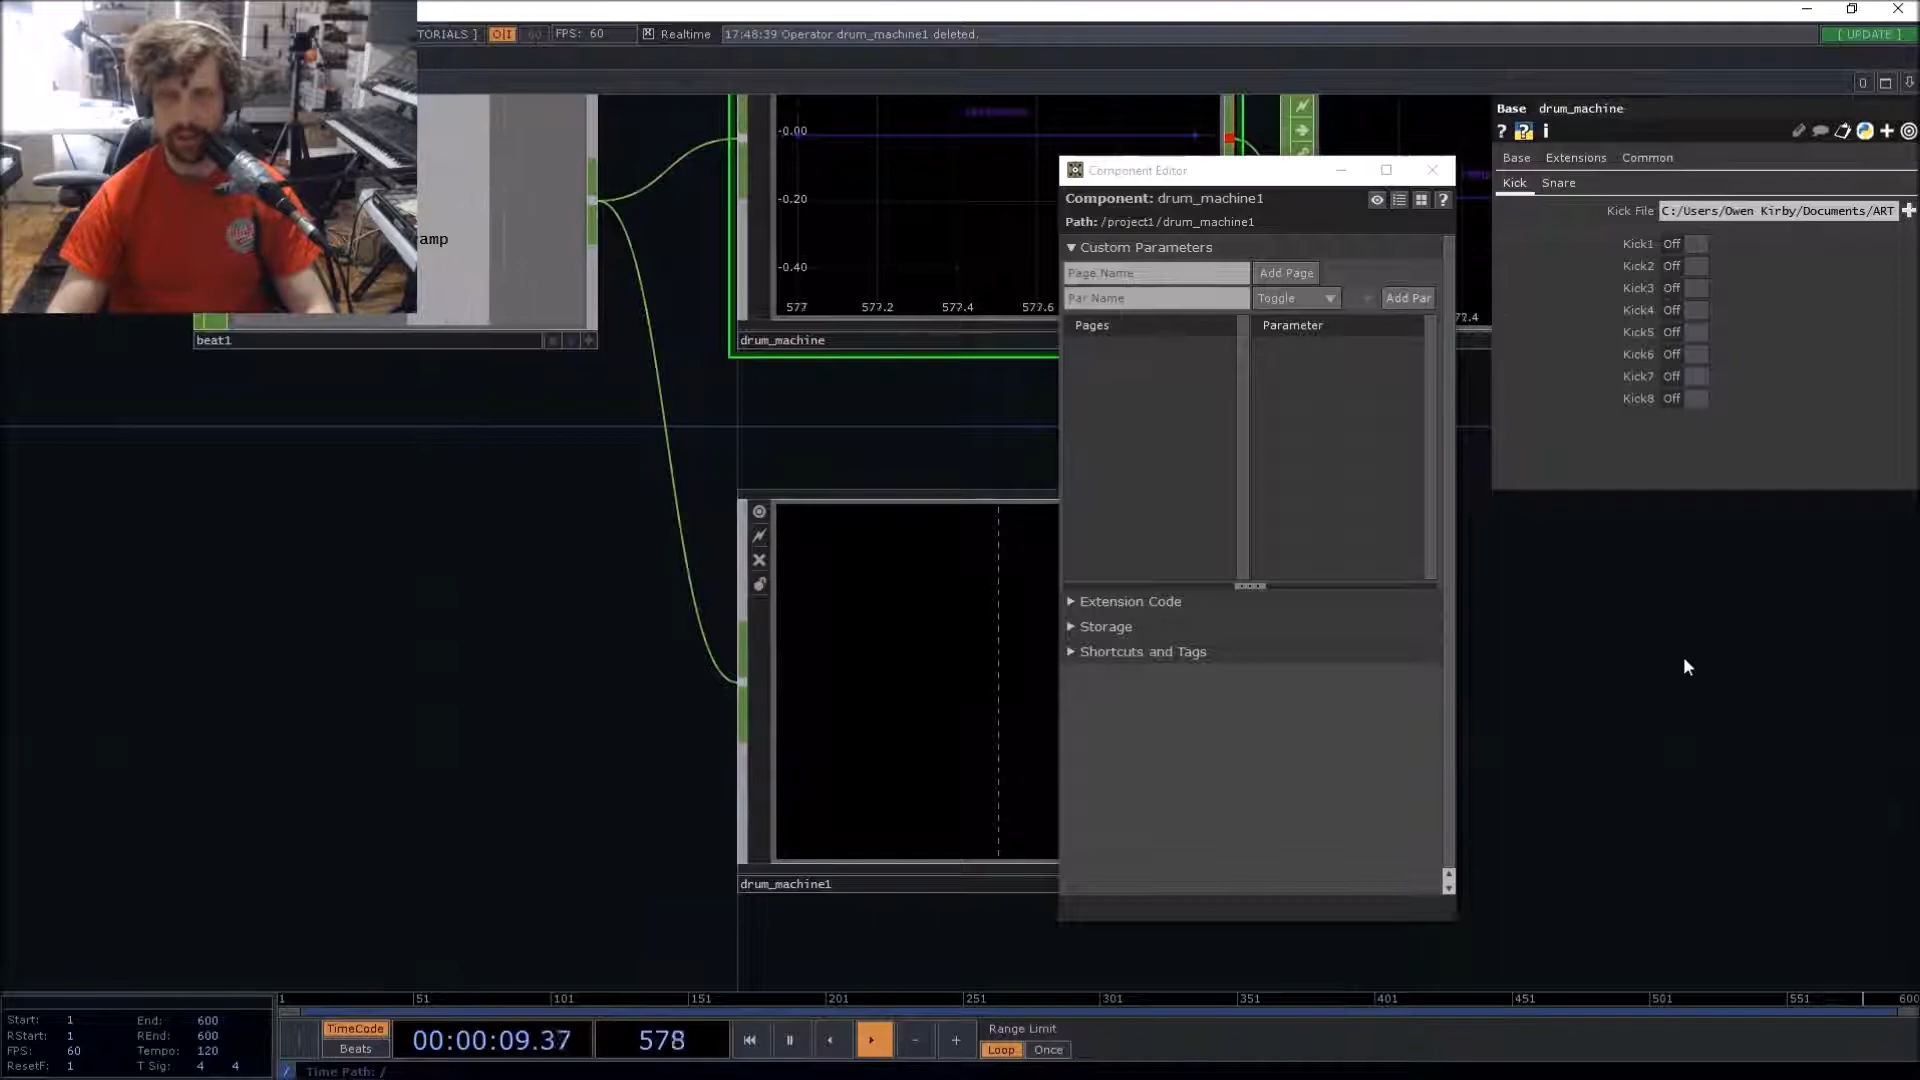 TORIALS ]
O|I
60
FPS: 60
Realtime
17:48:39 Operator drum_machine1 deleted.
[ UPDATE ]
0
Base drum_machine
? ? i
Base Extensions Common
Kick Snare
Kick File C:/Users/Owen Kirby/Documents/ART
Kick1 Off
Kick2 Off
Kick3 Off
Kick4 Off
Kick5 Off
Kick6 Off
Kick7 Off
Kick8 Off
amp
beat1
-0.00
-0.20
-0.40
577 577.2 577.4 577.6
77.4
drum_machine
Component Editor
Component: drum_machine1
?
Path: /project1/drum_machine1
Custom Parameters
Page Name
Add Page
Par Name
Toggle
Add Par
Pages
Parameter
Extension Code
Storage
Shortcuts and Tags
drum_machine1
1 51 101 151 201 251 301 351 401 451 501 551 600
Start: 1 End: 600
RStart: 1 REnd: 600
FPS: 60 Tempo: 120
ResetF: 1 T Sig: 4 4
TimeCode
Beats
00:00:09.37
578
- +
Range Limit
Loop Once
/ Time Path: /